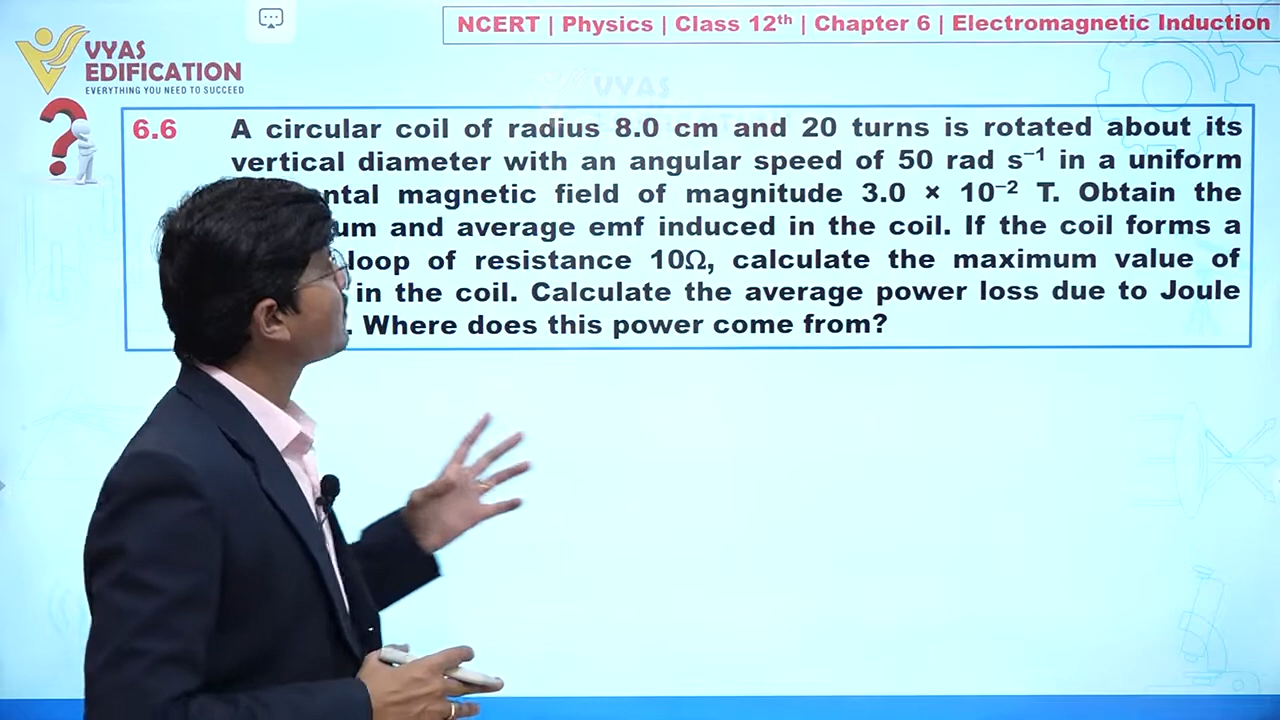 NCERT | Physics | Class 12th | Chapter 6 | Electromagnetic Induction
VYAS
EDIFICATION
EVERYTHING YOU NEED TO SUCCEED
VYAS
6.6 A circular coil of radius 8.0 cm and 20 turns is rotated about its
vertical diameter with an angular speed of 50 rad s⁻¹ in a uniform
ntal magnetic field of magnitude 3.0 × 10⁻² T. Obtain the
um and average emf induced in the coil. If the coil forms a
loop of resistance 10Ω, calculate the maximum value of
in the coil. Calculate the average power loss due to Joule
. Where does this power come from?